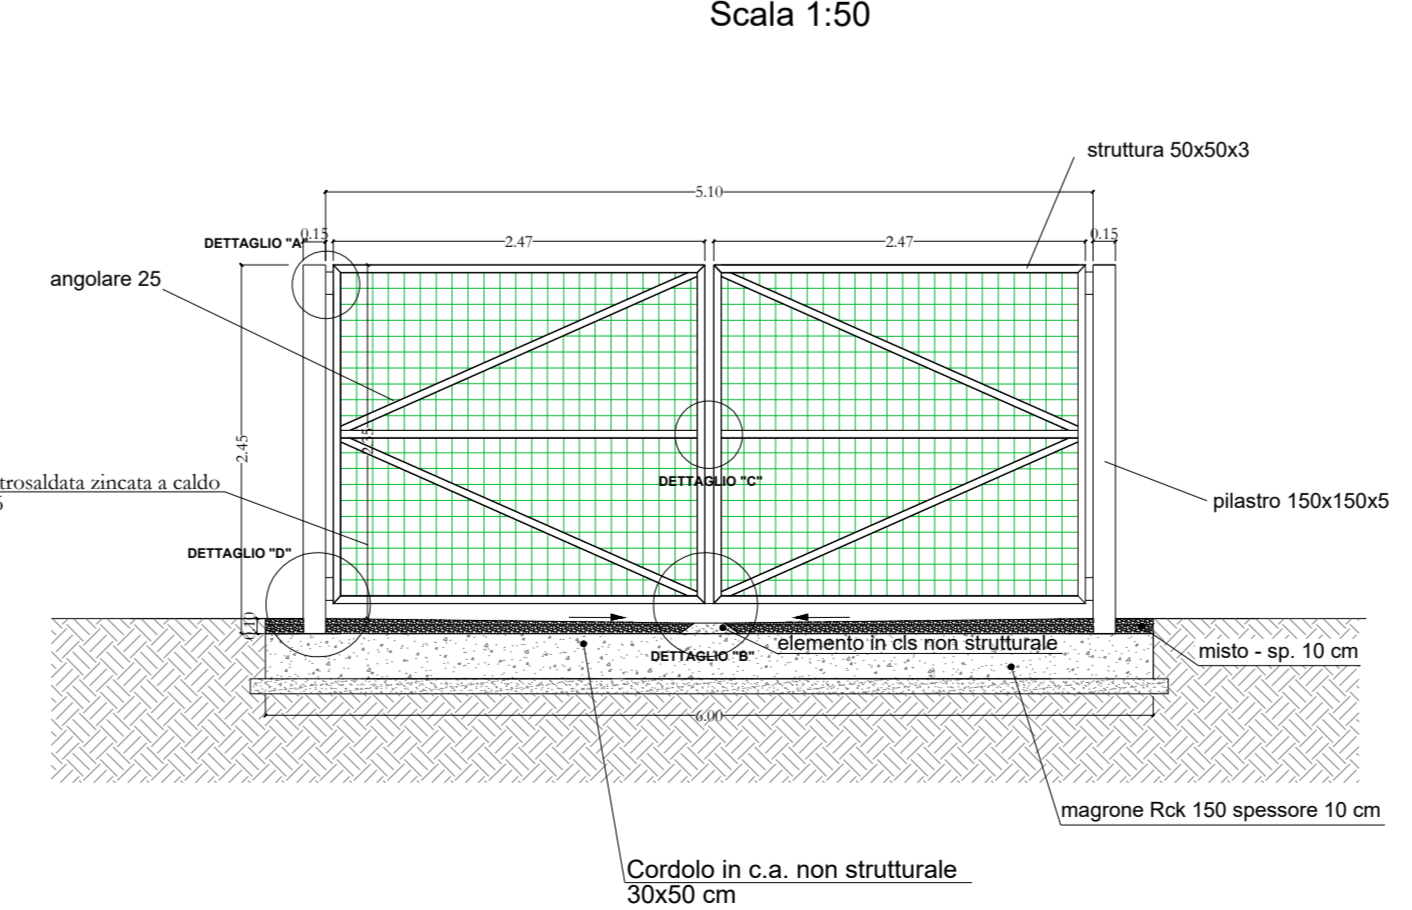 Scala 1:50
struttura 50x50x3
5.10
0.15
2.47
2.47
0.15
DETTAGLIO "A"
angolare 25
2.45
DETTAGLIO "C"
trosaldata zincata a caldo
pilastro 150x150x5
DETTAGLIO "D"
0.10
elemento in cls non strutturale
misto - sp. 10 cm
DETTAGLIO "B"
6.00
magrone Rck 150 spessore 10 cm
Cordolo in c.a. non strutturale
30x50 cm